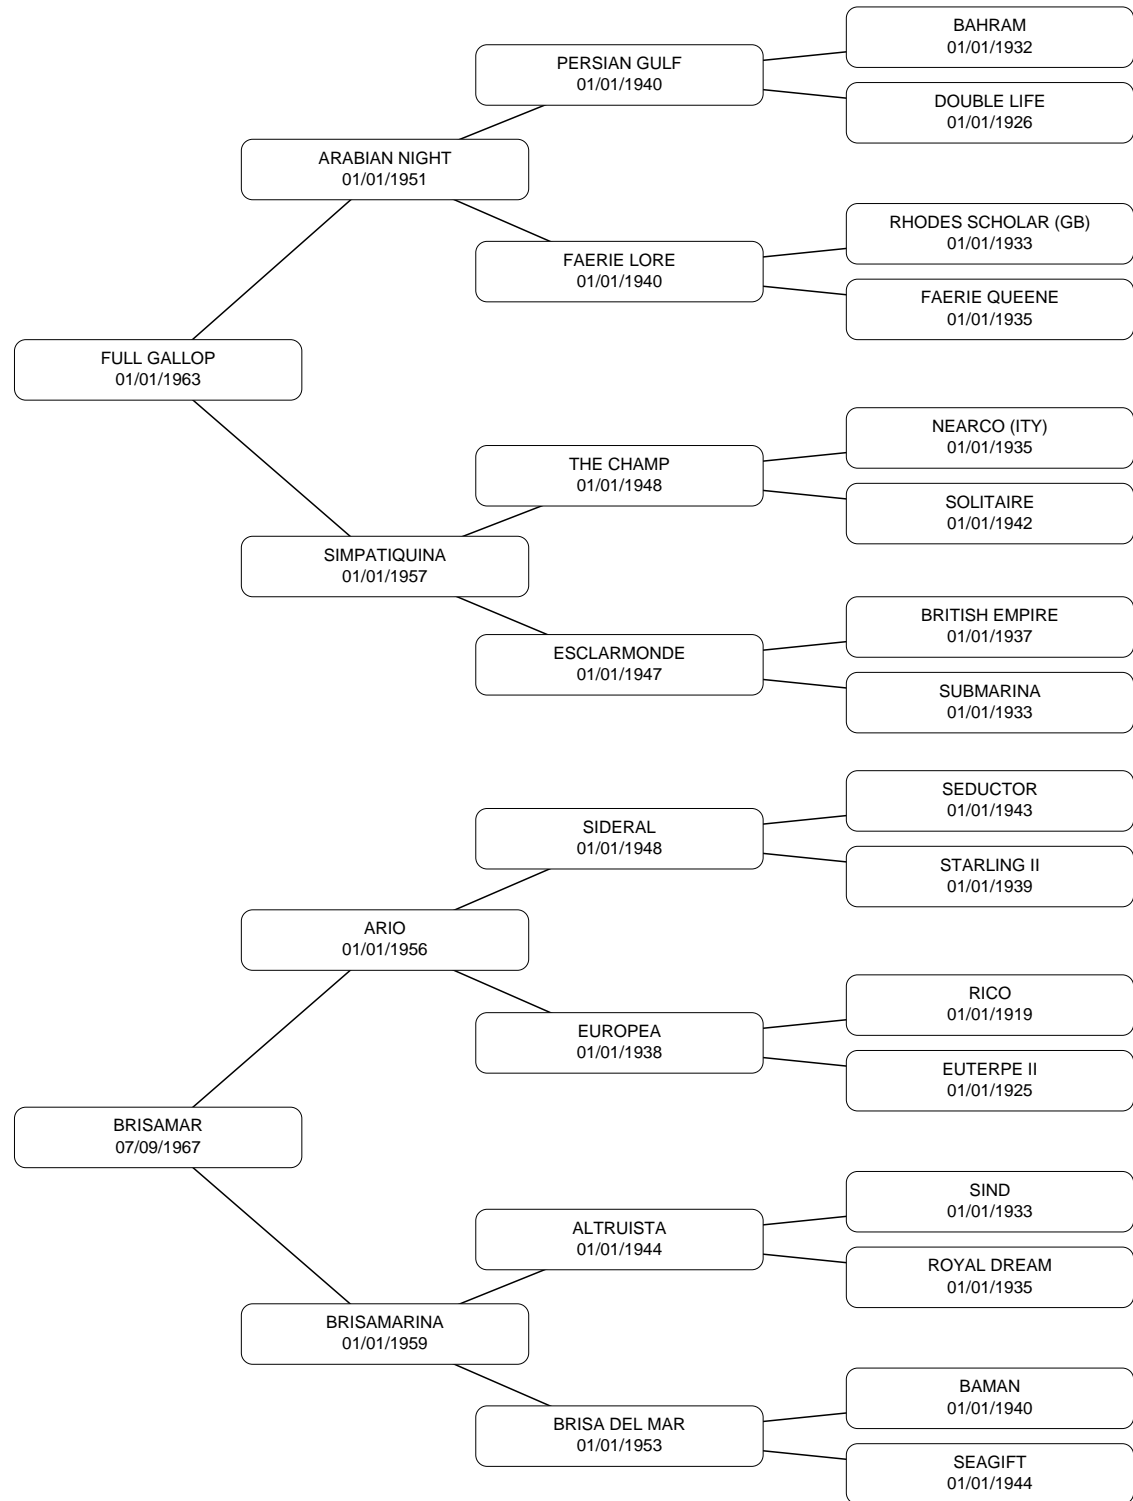 BAHRAM
01/01/1932
PERSIAN GULF
01/01/1940
DOUBLE LIFE
01/01/1926
ARABIAN NIGHT
01/01/1951
RHODES SCHOLAR (GB)
01/01/1933
FAERIE LORE
01/01/1940
FAERIE QUEENE
01/01/1935
FULL GALLOP
01/01/1963
NEARCO (ITY)
01/01/1935
THE CHAMP
01/01/1948
SOLITAIRE
01/01/1942
SIMPATIQUINA
01/01/1957
BRITISH EMPIRE
01/01/1937
ESCLARMONDE
01/01/1947
SUBMARINA
01/01/1933
SEDUCTOR
01/01/1943
SIDERAL
01/01/1948
STARLING II
01/01/1939
ARIO
01/01/1956
RICO
01/01/1919
EUROPEA
01/01/1938
EUTERPE II
01/01/1925
BRISAMAR
07/09/1967
SIND
01/01/1933
ALTRUISTA
01/01/1944
ROYAL DREAM
01/01/1935
BRISAMARINA
01/01/1959
BAMAN
01/01/1940
BRISA DEL MAR
01/01/1953
SEAGIFT
01/01/1944